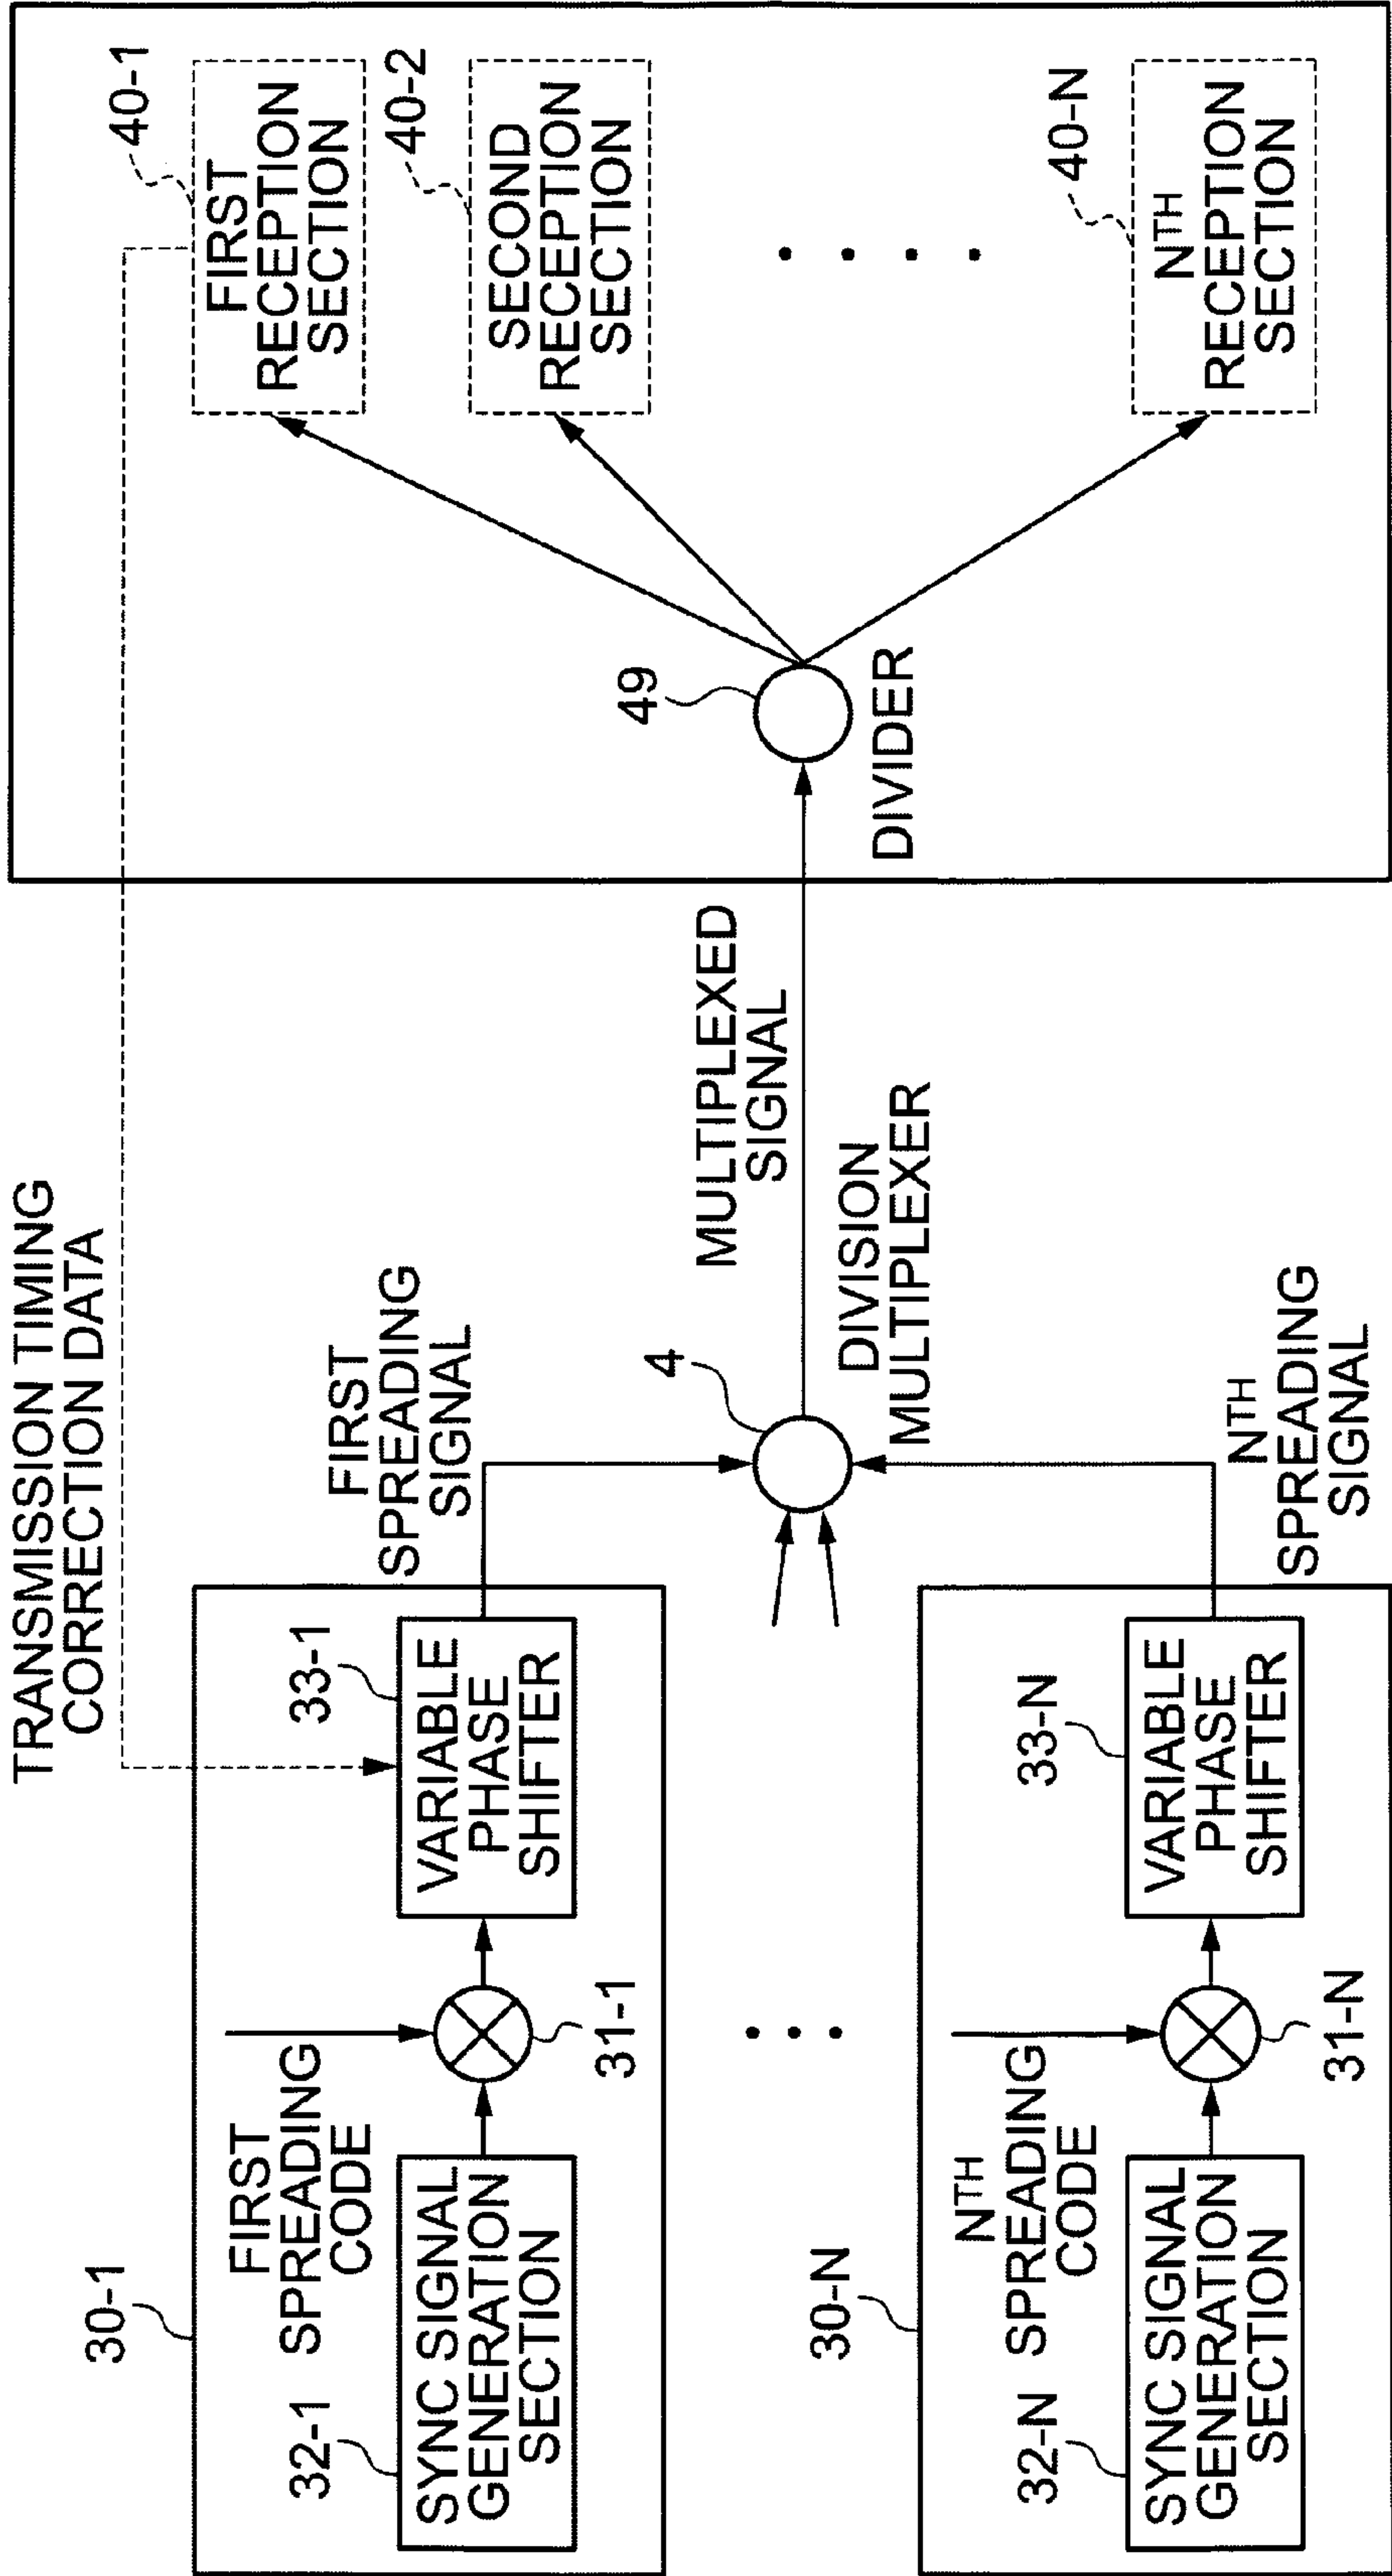 TRANSMISSION TIMING
CORRECTION DATA
30-1
32-1
SYNC SIGNAL
GENERATION
SECTION
FIRST
SPREADING
CODE
31-1
33-1
VARIABLE
PHASE
SHIFTER
FIRST
SPREADING
SIGNAL
4
DIVISION
MULTIPLEXER
MULTIPLEXED
SIGNAL
49
DIVIDER
40-1
FIRST
RECEPTION
SECTION
40-2
SECOND
RECEPTION
SECTION
40-N
NTH
RECEPTION
SECTION
30-N
32-N
SYNC SIGNAL
GENERATION
SECTION
NTH
SPREADING
CODE
31-N
33-N
VARIABLE
PHASE
SHIFTER
NTH
SPREADING
SIGNAL